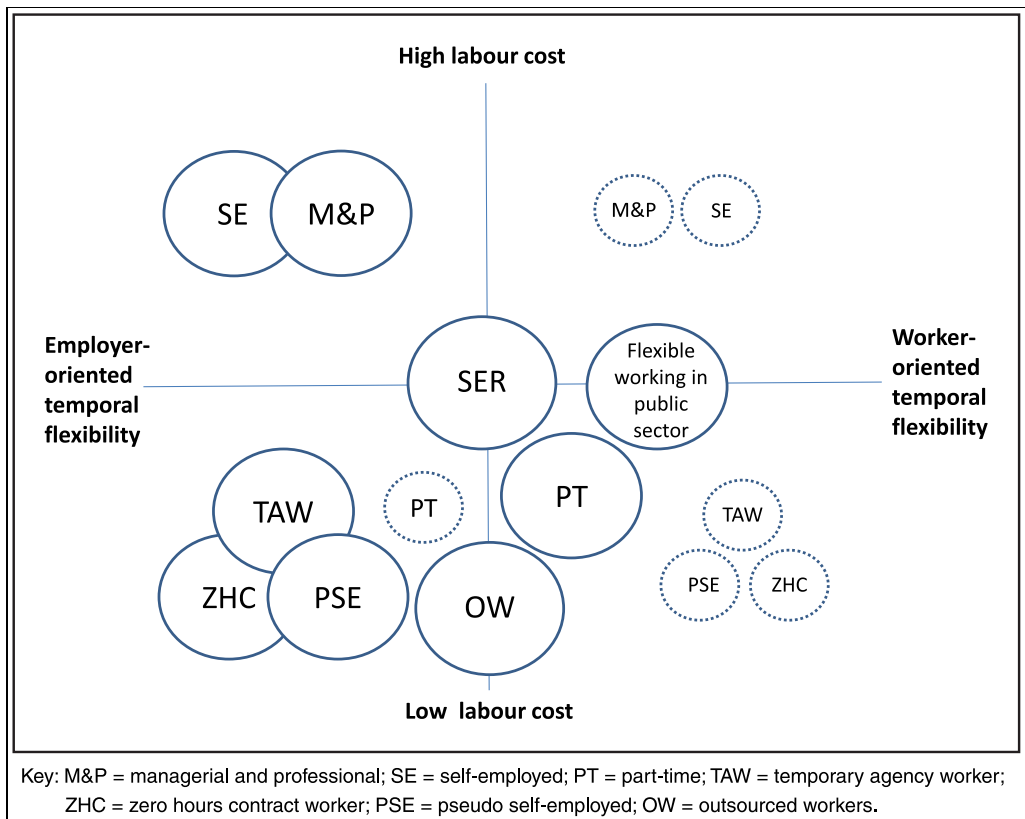 High labour cost
SE
M&P
M&P
SE
Employer-
oriented
temporal
flexibility
SER
Flexible
working in
public
sector
Worker-
oriented
temporal
flexibility
TAW
PT
PT
TAW
ZHC
PSE
OW
PSE
ZHC
Low labour cost
Key: M&P = managerial and professional; SE = self-employed; PT = part-time; TAW = temporary agency worker;
ZHC = zero hours contract worker; PSE = pseudo self-employed; OW = outsourced workers.